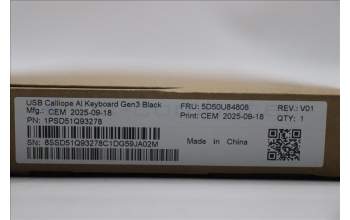 USB Calliope AI Keyboard Gen3 Black
Mfg.: CEM 2025-09-18
FRU: 5D50U64806
REV.: V01
PN: 1PSD51Q93278
Print: CEM 2025-09-18
QTY: 1
SN: 8SSD51Q93278C1DG59JA02M
Made in China